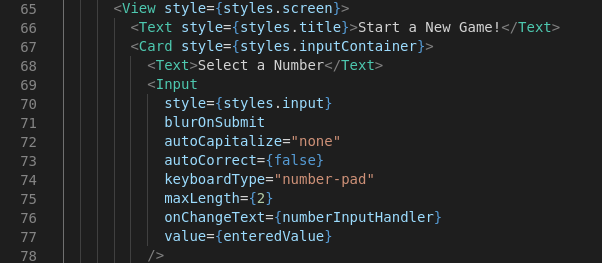 65 <View style={styles.screen}>
66 <Text style={styles.title}>Start a New Game!</Text>
67 <Card style={styles.inputContainer}>
68 <Text>Select a Number</Text>
69 <Input
70 style={styles.input}
71 blurOnSubmit
72 autoCapitalize="none"
73 autoCorrect={false}
74 keyboardType="number-pad"
75 maxLength={2}
76 onChangeText={numberInputHandler}
77 value={enteredValue}
78 />